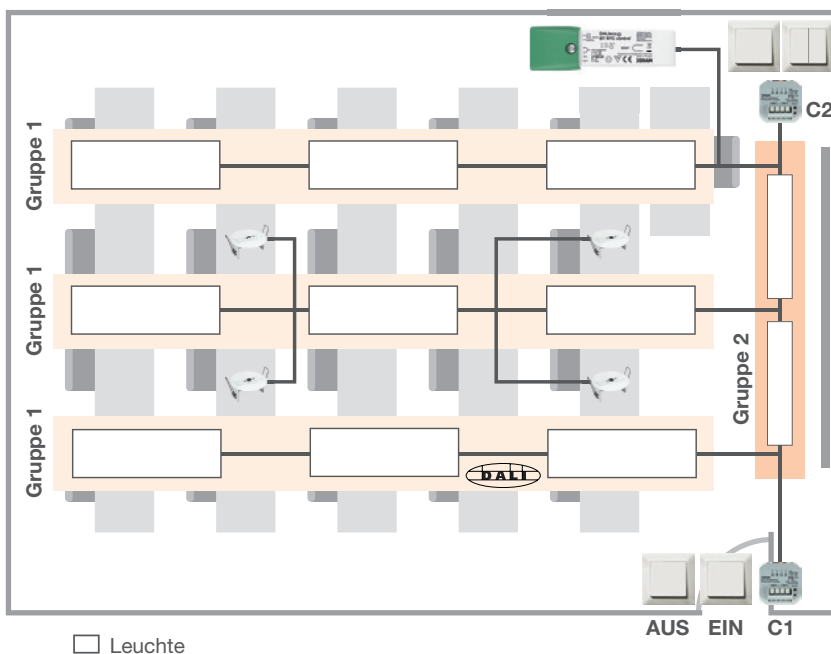 C2
Gruppe 1
Gruppe 1
Gruppe 2
Gruppe 1
DALI
AUS EIN C1
Leuchte